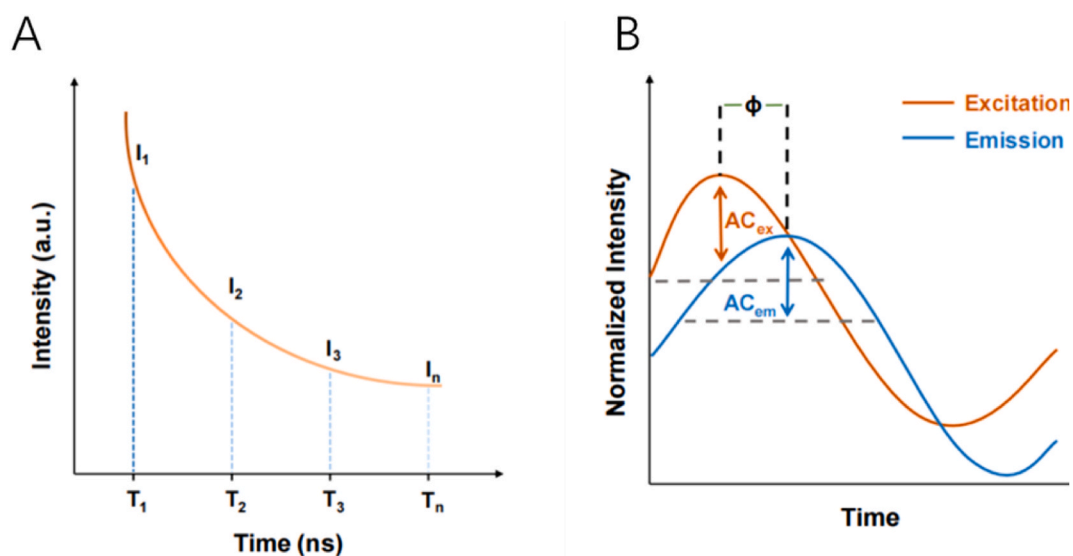 A
I₁
I₂
I₃
Iₙ
Intensity (a.u.)
T₁ T₂ T₃ Tₙ
Time (ns)
B
ϕ
Excitation
Emission
ACₑₓ
ACₑₘ
Normalized Intensity
Time